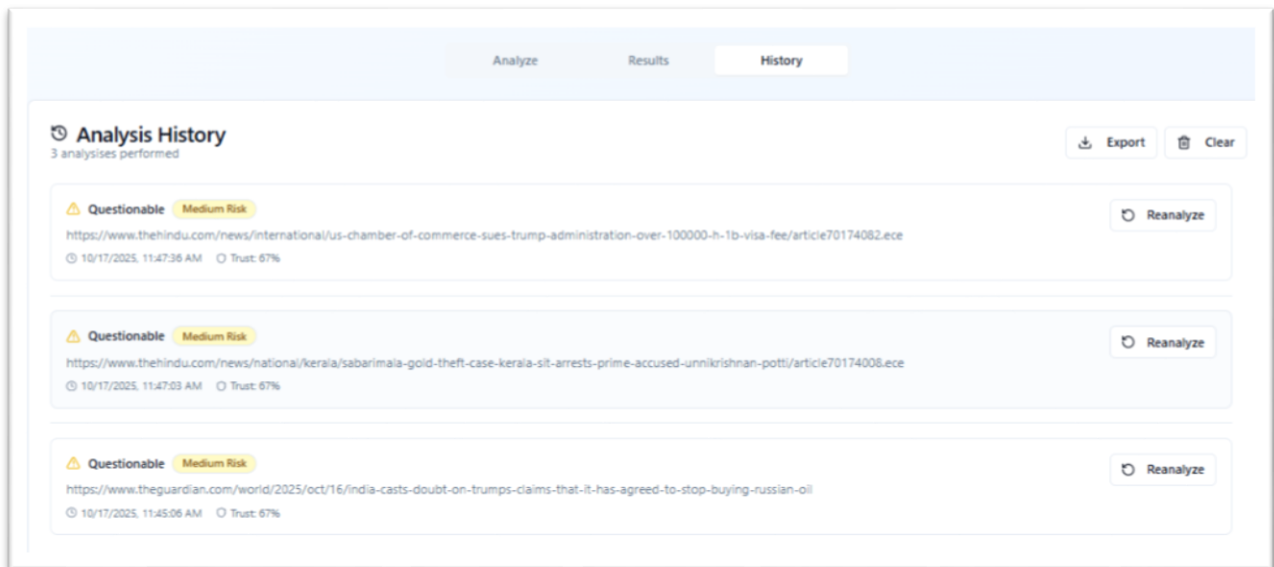 Analyze Results History
Analysis History
3 analysises performed
Export Clear
Questionable Medium Risk
Reanalyze
https://www.thehindu.com/news/international/us-chamber-of-commerce-sues-trump-administration-over-100000-h-1b-visa-fee/article70174082.ece
10/17/2025, 11:47:36 AM Trust: 67%
Questionable Medium Risk
Reanalyze
https://www.thehindu.com/news/national/kerala/sabarimala-gold-theft-case-kerala-sit-arrests-prime-accused-unnikrishnan-potti/article70174008.ece
10/17/2025, 11:47:03 AM Trust: 67%
Questionable Medium Risk
Reanalyze
https://www.theguardian.com/world/2025/oct/16/india-casts-doubt-on-trumps-claims-that-it-has-agreed-to-stop-buying-russian-oil
10/17/2025, 11:45:06 AM Trust: 67%